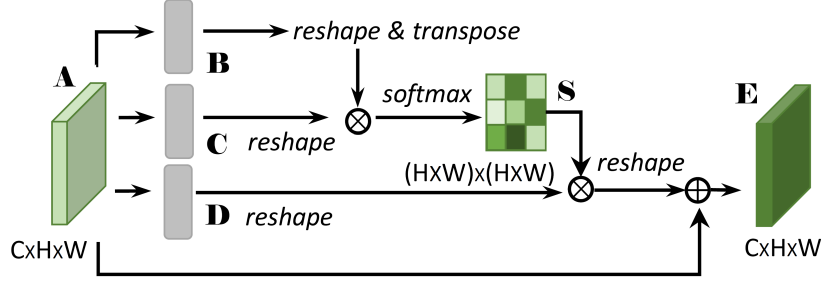 reshape & transpose
B
A
softmax
S
E
C
reshape
(HxW)x(HxW)
reshape
D
reshape
CxHxW
CxHxW